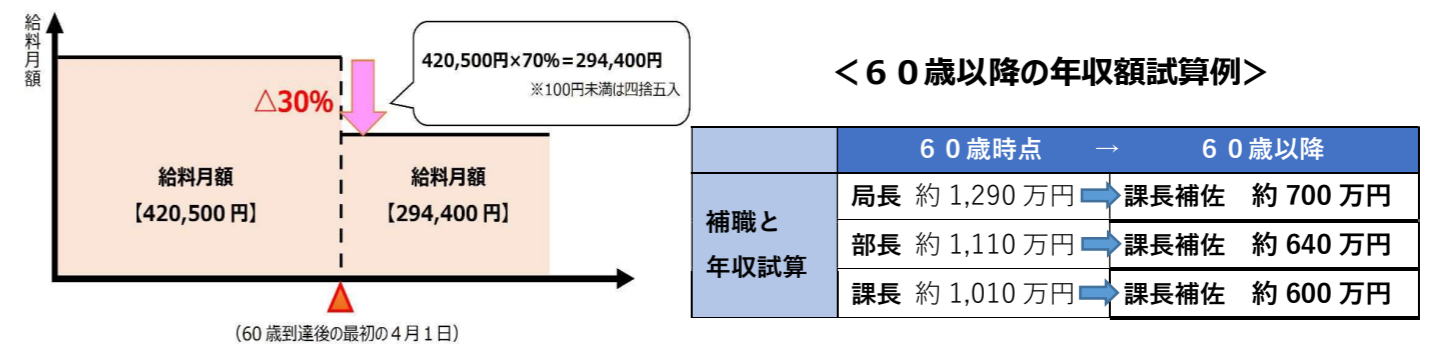 給料月額
420,500円×70%=294,400円
※100円未満は四捨五入
△30%
給料月額
【420,500円】
給料月額
【294,400円】
（60歳到達後の最初の4月1日）
＜60歳以降の年収額試算例＞
60歳時点 → 60歳以降
補職と
年収試算
局長 約1,290万円 課長補佐 約700万円
部長 約1,110万円 課長補佐 約640万円
課長 約1,010万円 課長補佐 約600万円